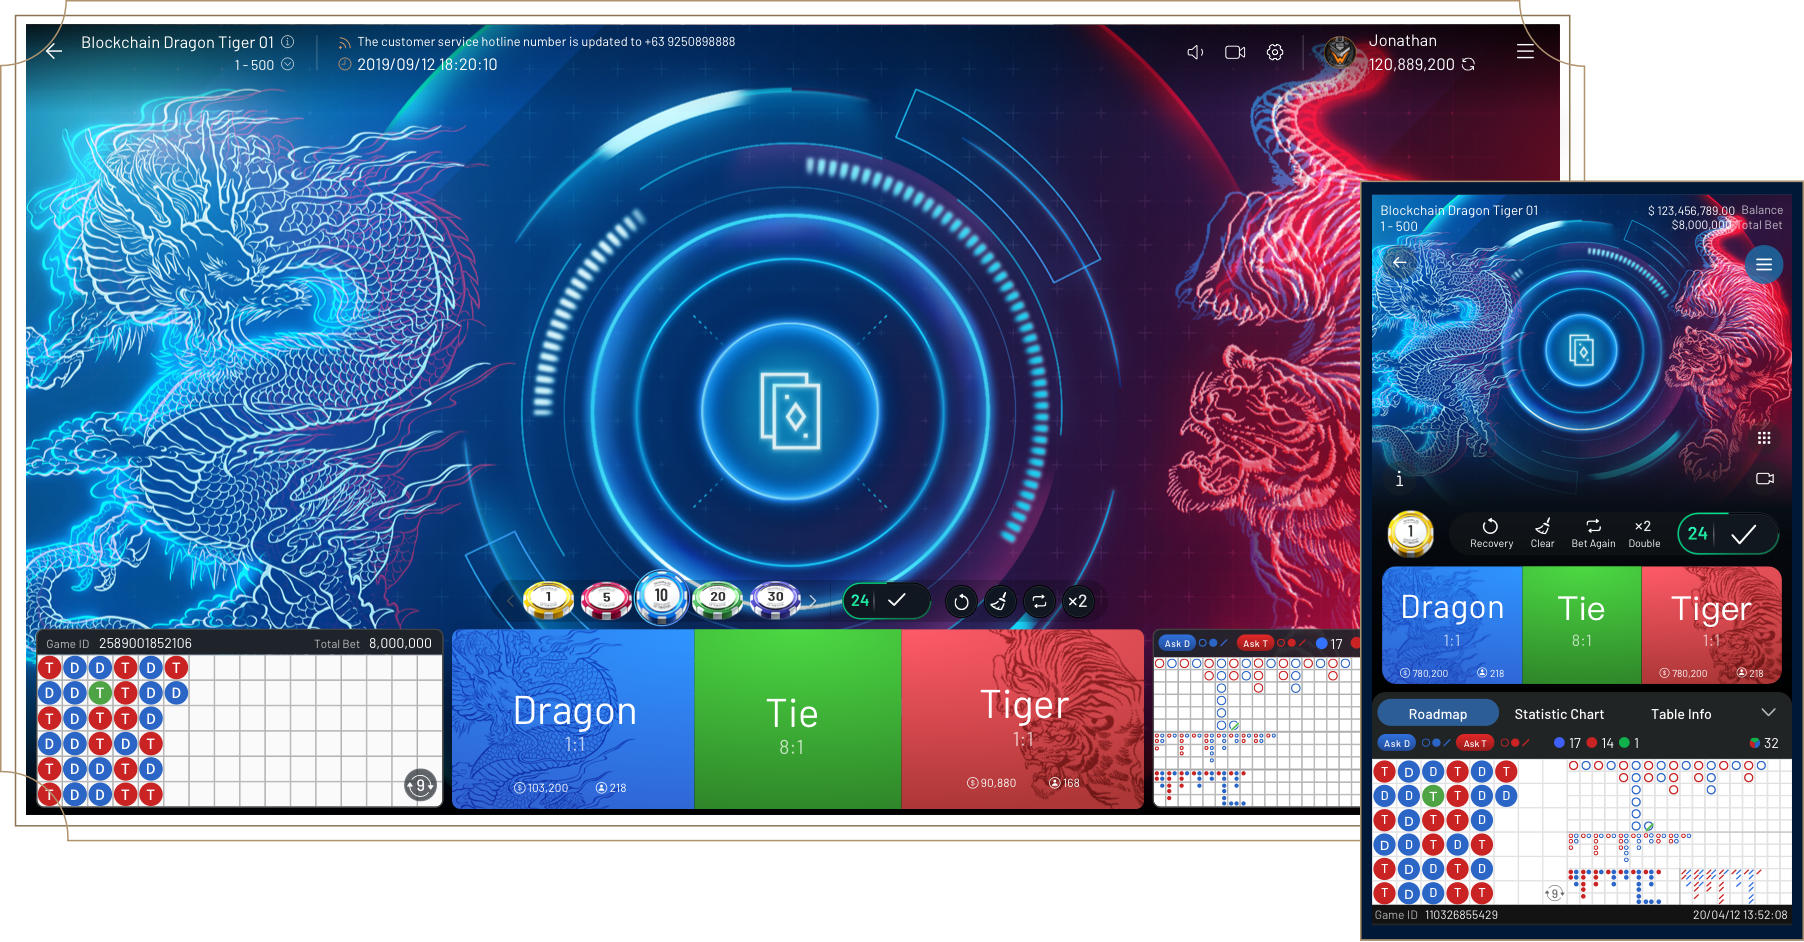 Blockchain Dragon Tiger 01
1 - 500
The customer service hotline number is updated to +63 9250898888
2019/09/12 18:20:10
Jonathan
120,889,200
1
5
10
20
30
24
×2
Game ID 2589001852106
Total Bet 8,000,000
T D D T D T
D D T T D D
T D T T D
D D T D T
T D D T D
T D D T T
9
Dragon
1:1
103,200 218
Tie
8:1
Tiger
1:1
90,880 168
Ask D Ask T 17
Blockchain Dragon Tiger 01
1 - 500
$ 123,456,789.00 Balance
$8,000,000 Total Bet
i
1
Recovery
Clear
Bet Again
×2
Double
24
Dragon
1:1
780,200 218
Tie
8:1
Tiger
1:1
780,200 218
Roadmap Statistic Chart Table Info
Ask D Ask T 17 14 1 32
T D D T D T
D D T T D D
T D T T D
D D T D T
T D D T D
T D D T T
9
Game ID 110326855429
20/04/12 13:52:08